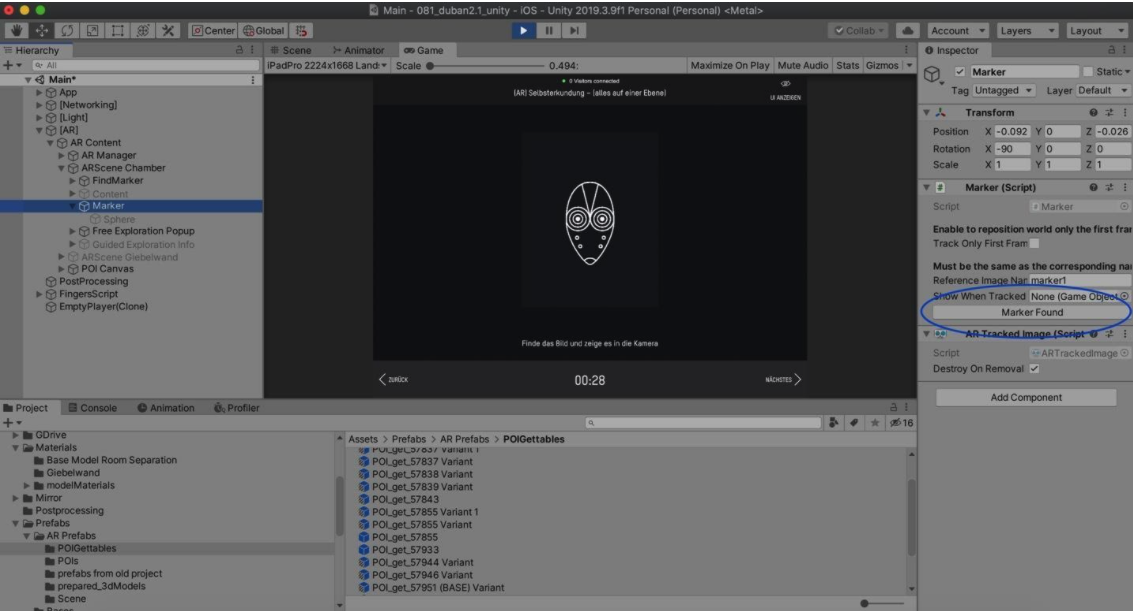 Main - 081_duban2.1_unity - iOS - Unity 2019.3.9f1 Personal (Personal) <Metal>
Center Global Collab Account Layers Layout
Hierarchy
All
Main*
App
[Networking]
[Light]
[AR]
AR Content
AR Manager
ARScene Chamber
FindMarker
Content
Marker
Sphere
Free Exploration Popup
Guided Exploration Info
ARScene Giebelwand
POI Canvas
PostProcessing
FingersScript
EmptyPlayer(Clone)
Scene Animator Game
iPadPro 2224x1668 Land Scale 0.494: Maximize On Play Mute Audio Stats Gizmos
0 Visitors connected
(AR) Selbsterkundung – (alles auf einer Ebene)
UI ANZEIGEN
Finde das Bild und zeige es in die Kamera
ZURÜCK 00:28 NÄCHSTES
Inspector
Marker Static
Tag Untagged Layer Default
Transform
Position X -0.092 Y 0 Z -0.026
Rotation X -90 Y 0 Z 0
Scale X 1 Y 1 Z 1
Marker (Script)
Script Marker
Enable to reposition world only the first frar
Track Only First Fram
Must be the same as the corresponding nar
Reference Image Nar marker1
Show When Tracked None (Game Object
Marker Found
AR Tracked Image (Script
Script ARTrackedImage
Destroy On Removal
Add Component
Project Console Animation Profiler
16
GDrive
Materials
Base Model Room Separation
Giebelwand
modelMaterials
Mirror
Postprocessing
Prefabs
AR Prefabs
POIGettables
POIs
prefabs from old project
prepared_3dModels
Scene
Assets > Prefabs > AR Prefabs > POIGettables
POI_get_57837 Variant 1
POI_get_57837 Variant
POI_get_57838 Variant
POI_get_57839 Variant
POI_get_57843
POI_get_57855 Variant 1
POI_get_57855 Variant
POI_get_57855
POI_get_57933
POI_get_57944 Variant
POI_get_57946 Variant
POI_get_57951 (BASE) Variant